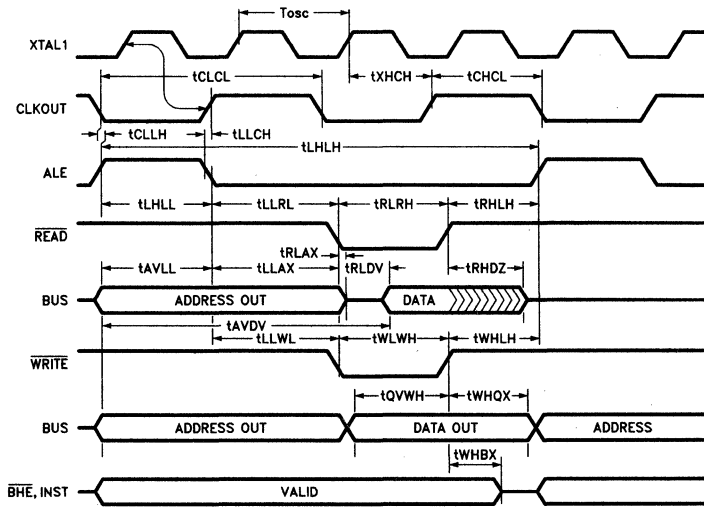 Tosc
XTAL1
tCLCL
tXHCH
tCHCL
CLKOUT
tCLLH
tLLCH
tLHLH
ALE
tLHLL
tLLRL
tRLRH
tRHLH
READ
tRLAX
tAVLL
tLLAX
tRLDV
tRHDZ
BUS
ADDRESS OUT
DATA
tAVDV
tLLWL
tWLWH
tWHLH
WRITE
tQVWH
tWHQX
BUS
ADDRESS OUT
DATA OUT
ADDRESS
tWHBX
BHE, INST
VALID